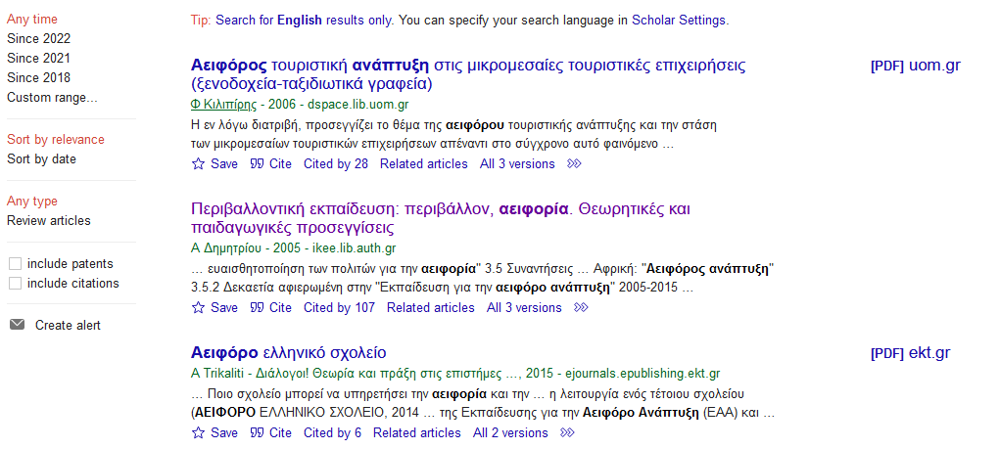 Any time
Since 2022
Since 2021
Since 2018
Custom range...
Sort by relevance
Sort by date
Any type
Review articles
include patents
include citations
Create alert
Tip: Search for English results only. You can specify your search language in Scholar Settings.
Αειφόρος τουριστική ανάπτυξη στις μικρομεσαίες τουριστικές επιχειρήσεις
(ξενοδοχεία-ταξιδιωτικά γραφεία)
Φ Κιλιπίρης - 2006 - dspace.lib.uom.gr
Η εν λόγω διατριβή, προσεγγίζει το θέμα της αειφόρου τουριστικής ανάπτυξης και την στάση
των μικρομεσαίων τουριστικών επιχειρήσεων απέναντι στο σύγχρονο αυτό φαινόμενο …
Save Cite Cited by 28 Related articles All 3 versions
[PDF] uom.gr
Περιβαλλοντική εκπαίδευση: περιβάλλον, αειφορία. Θεωρητικές και
παιδαγωγικές προσεγγίσεις
Α Δημητρίου - 2005 - ikee.lib.auth.gr
… ευαισθητοποίηση των πολιτών για την αειφορία" 3.5 Συναντήσεις … Αφρική: "Αειφόρος ανάπτυξη"
3.5.2 Δεκαετία αφιερωμένη στην "Εκπαίδευση για την αειφόρο ανάπτυξη" 2005-2015 …
Save Cite Cited by 107 Related articles All 3 versions
Αειφόρο ελληνικό σχολείο
A Trikaliti - Διάλογοι! Θεωρία και πράξη στις επιστήμες …, 2015 - ejournals.epublishing.ekt.gr
… Ποιο σχολείο μπορεί να υπηρετήσει την αειφορία και την … η λειτουργία ενός τέτοιου σχολείου
(ΑΕΙΦΟΡΟ ΕΛΛΗΝΙΚΟ ΣΧΟΛΕΙΟ, 2014 … της Εκπαίδευσης για την Αειφόρο Ανάπτυξη (ΕΑΑ) και …
Save Cite Cited by 6 Related articles All 2 versions
[PDF] ekt.gr